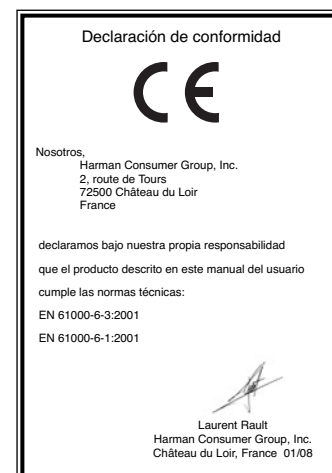 Declaración de conformidad
CE
Nosotros,
Harman Consumer Group, Inc.
2, route de Tours
72500 Château du Loir
France
declaramos bajo nuestra propia responsabilidad
que el producto descrito en este manual del usuario
cumple las normas técnicas:
EN 61000-6-3:2001
EN 61000-6-1:2001
Laurent Rault
Harman Consumer Group, Inc.
Château du Loir, France 01/08